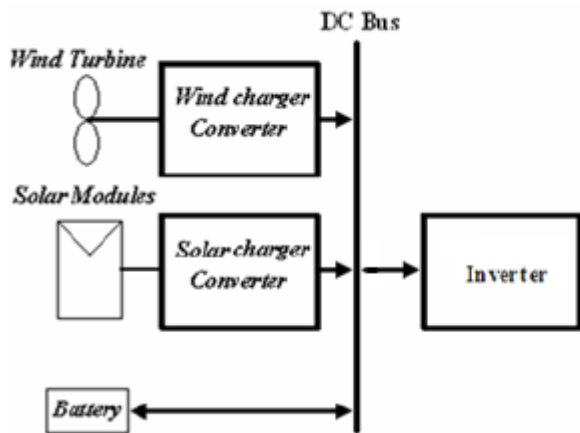 DC Bus
Wind Turbine
Wind charger
Converter
Solar Modules
Solar charger
Converter
Inverter
Battery